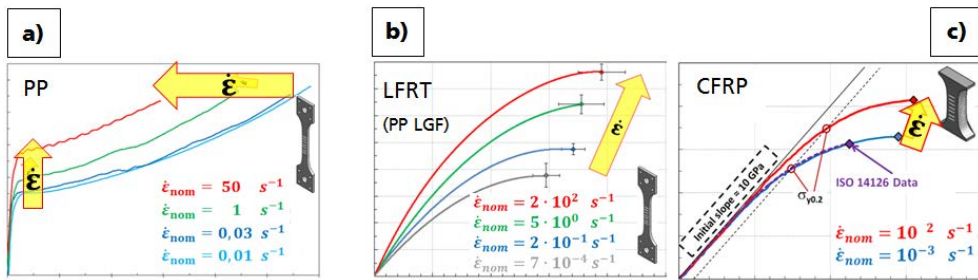 a)
PP
ε̇
ε̇
ε̇nom = 50 s⁻¹
ε̇nom = 1 s⁻¹
ε̇nom = 0,03 s⁻¹
ε̇nom = 0,01 s⁻¹
b)
LFRT
(PP LGF)
ε̇
ε̇nom = 2 · 10² s⁻¹
ε̇nom = 5 · 10⁰ s⁻¹
ε̇nom = 2 · 10⁻¹ s⁻¹
ε̇nom = 7 · 10⁻⁴ s⁻¹
c)
CFRP
ε̇
Initial slope ≈ 10 GPa
ISO 14126 Data
σy0.2
ε̇nom = 10⁻² s⁻¹
ε̇nom = 10⁻³ s⁻¹